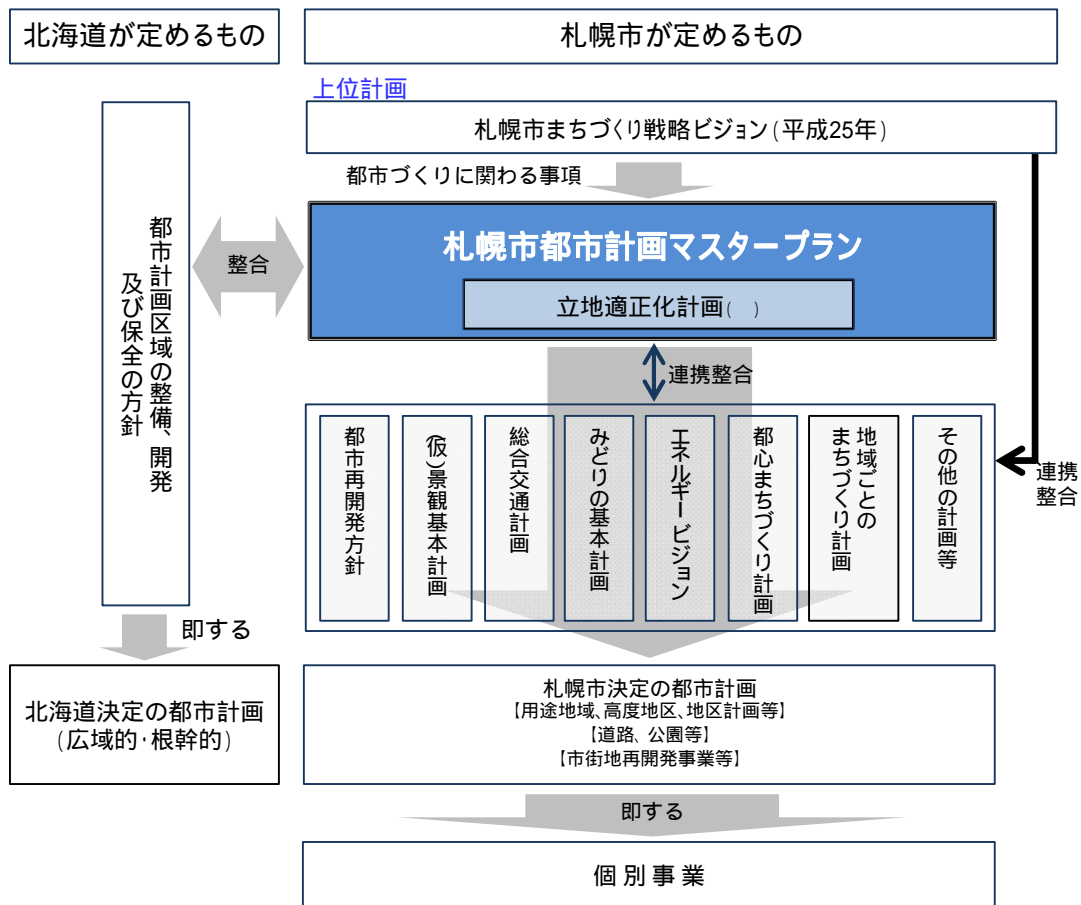 北海道が定めるもの
札幌市が定めるもの
上位計画
札幌市まちづくり戦略ビジョン(平成25年)
都市づくりに関わる事項
都市計画区域の整備、開発
及び保全の方針
整合
札幌市都市計画マスタープラン
立地適正化計画( )
連携整合
都市再開発方針
(仮)景観基本計画
総合交通計画
みどりの基本計画
エネルギービジョン
都心まちづくり計画
地域ごとの
まちづくり計画
その他の計画等
連携
整合
即する
北海道決定の都市計画
(広域的・根幹的)
札幌市決定の都市計画
【用途地域、高度地区、地区計画等】
【道路、公園等】
【市街地再開発事業等】
即する
個別事業